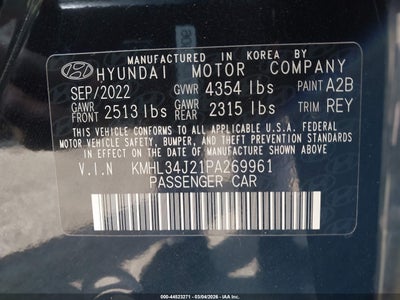 MANUFACTURED IN KOREA BY
HYUNDAI MOTOR COMPANY
SEP/2022 GVWR 4354 lbs PAINT A2B
GAWR FRONT 2513 lbs GAWR REAR 2315 lbs TRIM REY
THIS VEHICLE CONFORMS TO ALL APPLICABLE U.S.A. FEDERAL
MOTOR VEHICLE SAFETY, BUMPER, AND THEFT PREVENTION
STANDARDS IN EFFECT ON THE DATE OF MANUFACTURE
SHOWN ABOVE.
V.I.N KMHL34J21PA269961
PASSENGER CAR
444-44523271 - 03/04/2026 - IAA Inc.